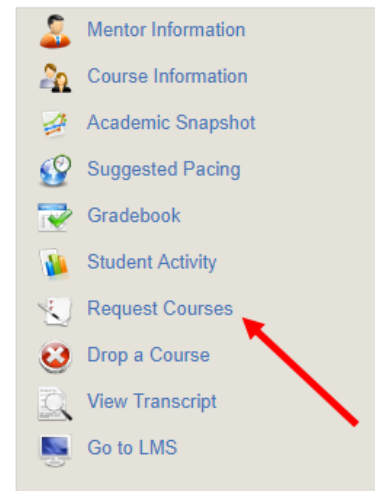 Mentor Information
Course Information
Academic Snapshot
Suggested Pacing
Gradebook
Student Activity
Request Courses
Drop a Course
View Transcript
Go to LMS